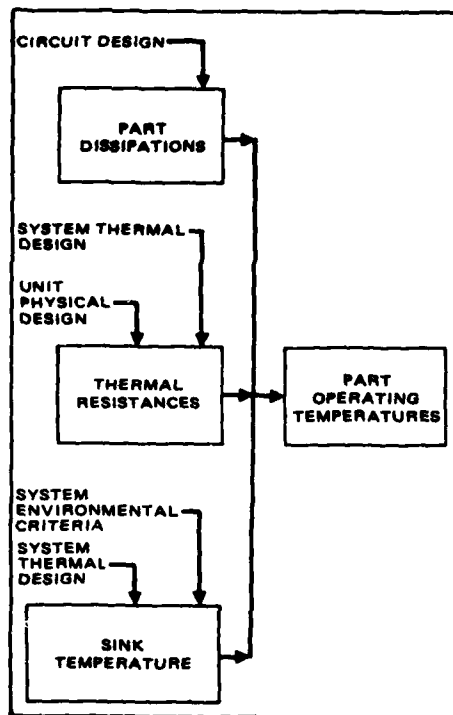 CIRCUIT DESIGN
PART
DISSIPATIONS
SYSTEM THERMAL
DESIGN
UNIT
PHYSICAL
DESIGN
THERMAL
RESISTANCES
PART
OPERATING
TEMPERATURES
SYSTEM
ENVIRONMENTAL
CRITERIA
SYSTEM
THERMAL
DESIGN
SINK
TEMPERATURE